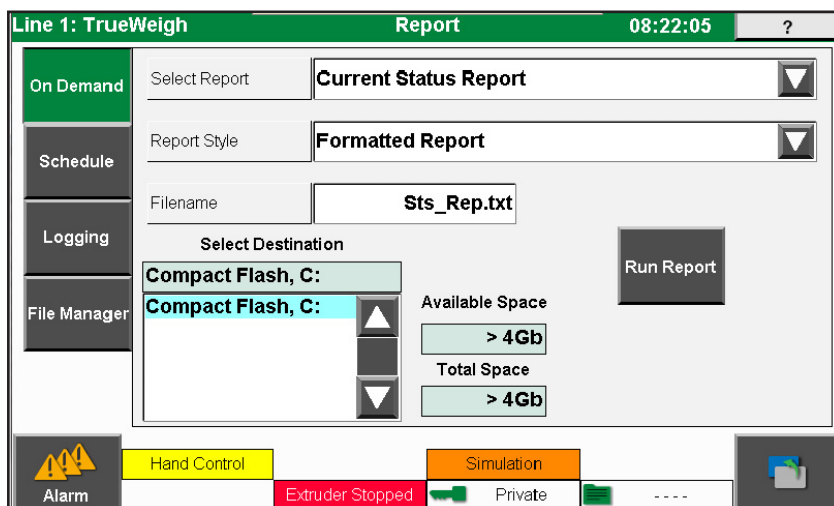 Line 1: TrueWeigh Report 08:22:05 ?
On Demand
Select Report Current Status Report
Report Style Formatted Report
Schedule
Filename Sts_Rep.txt
Logging
Select Destination
Run Report
Compact Flash, C:
Compact Flash, C:
Available Space
File Manager
> 4Gb
Total Space
> 4Gb
Hand Control Simulation
Alarm Extruder Stopped Private ----